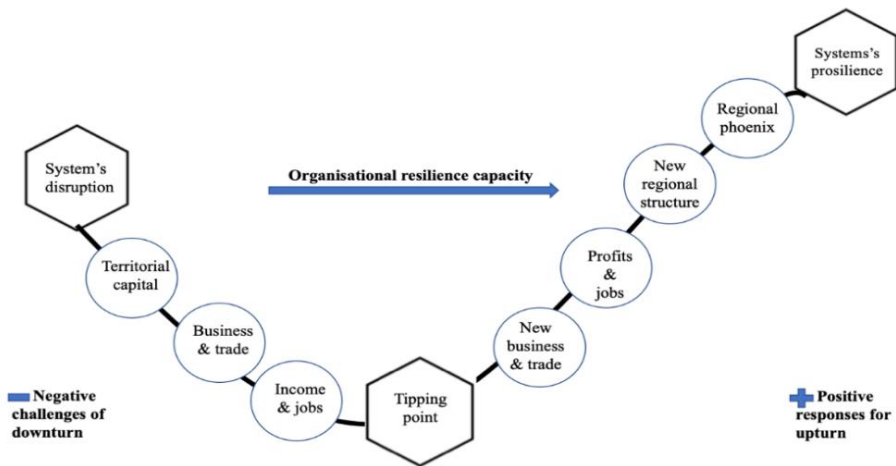 System's
disruption
Territorial
capital
Business
& trade
Income
& jobs
Tipping
point
New
business
& trade
Profits
&
jobs
New
regional
structure
Regional
phoenix
Systems's
prosilience
Organisational resilience capacity
Negative
challenges of
downturn
Positive
responses for
upturn